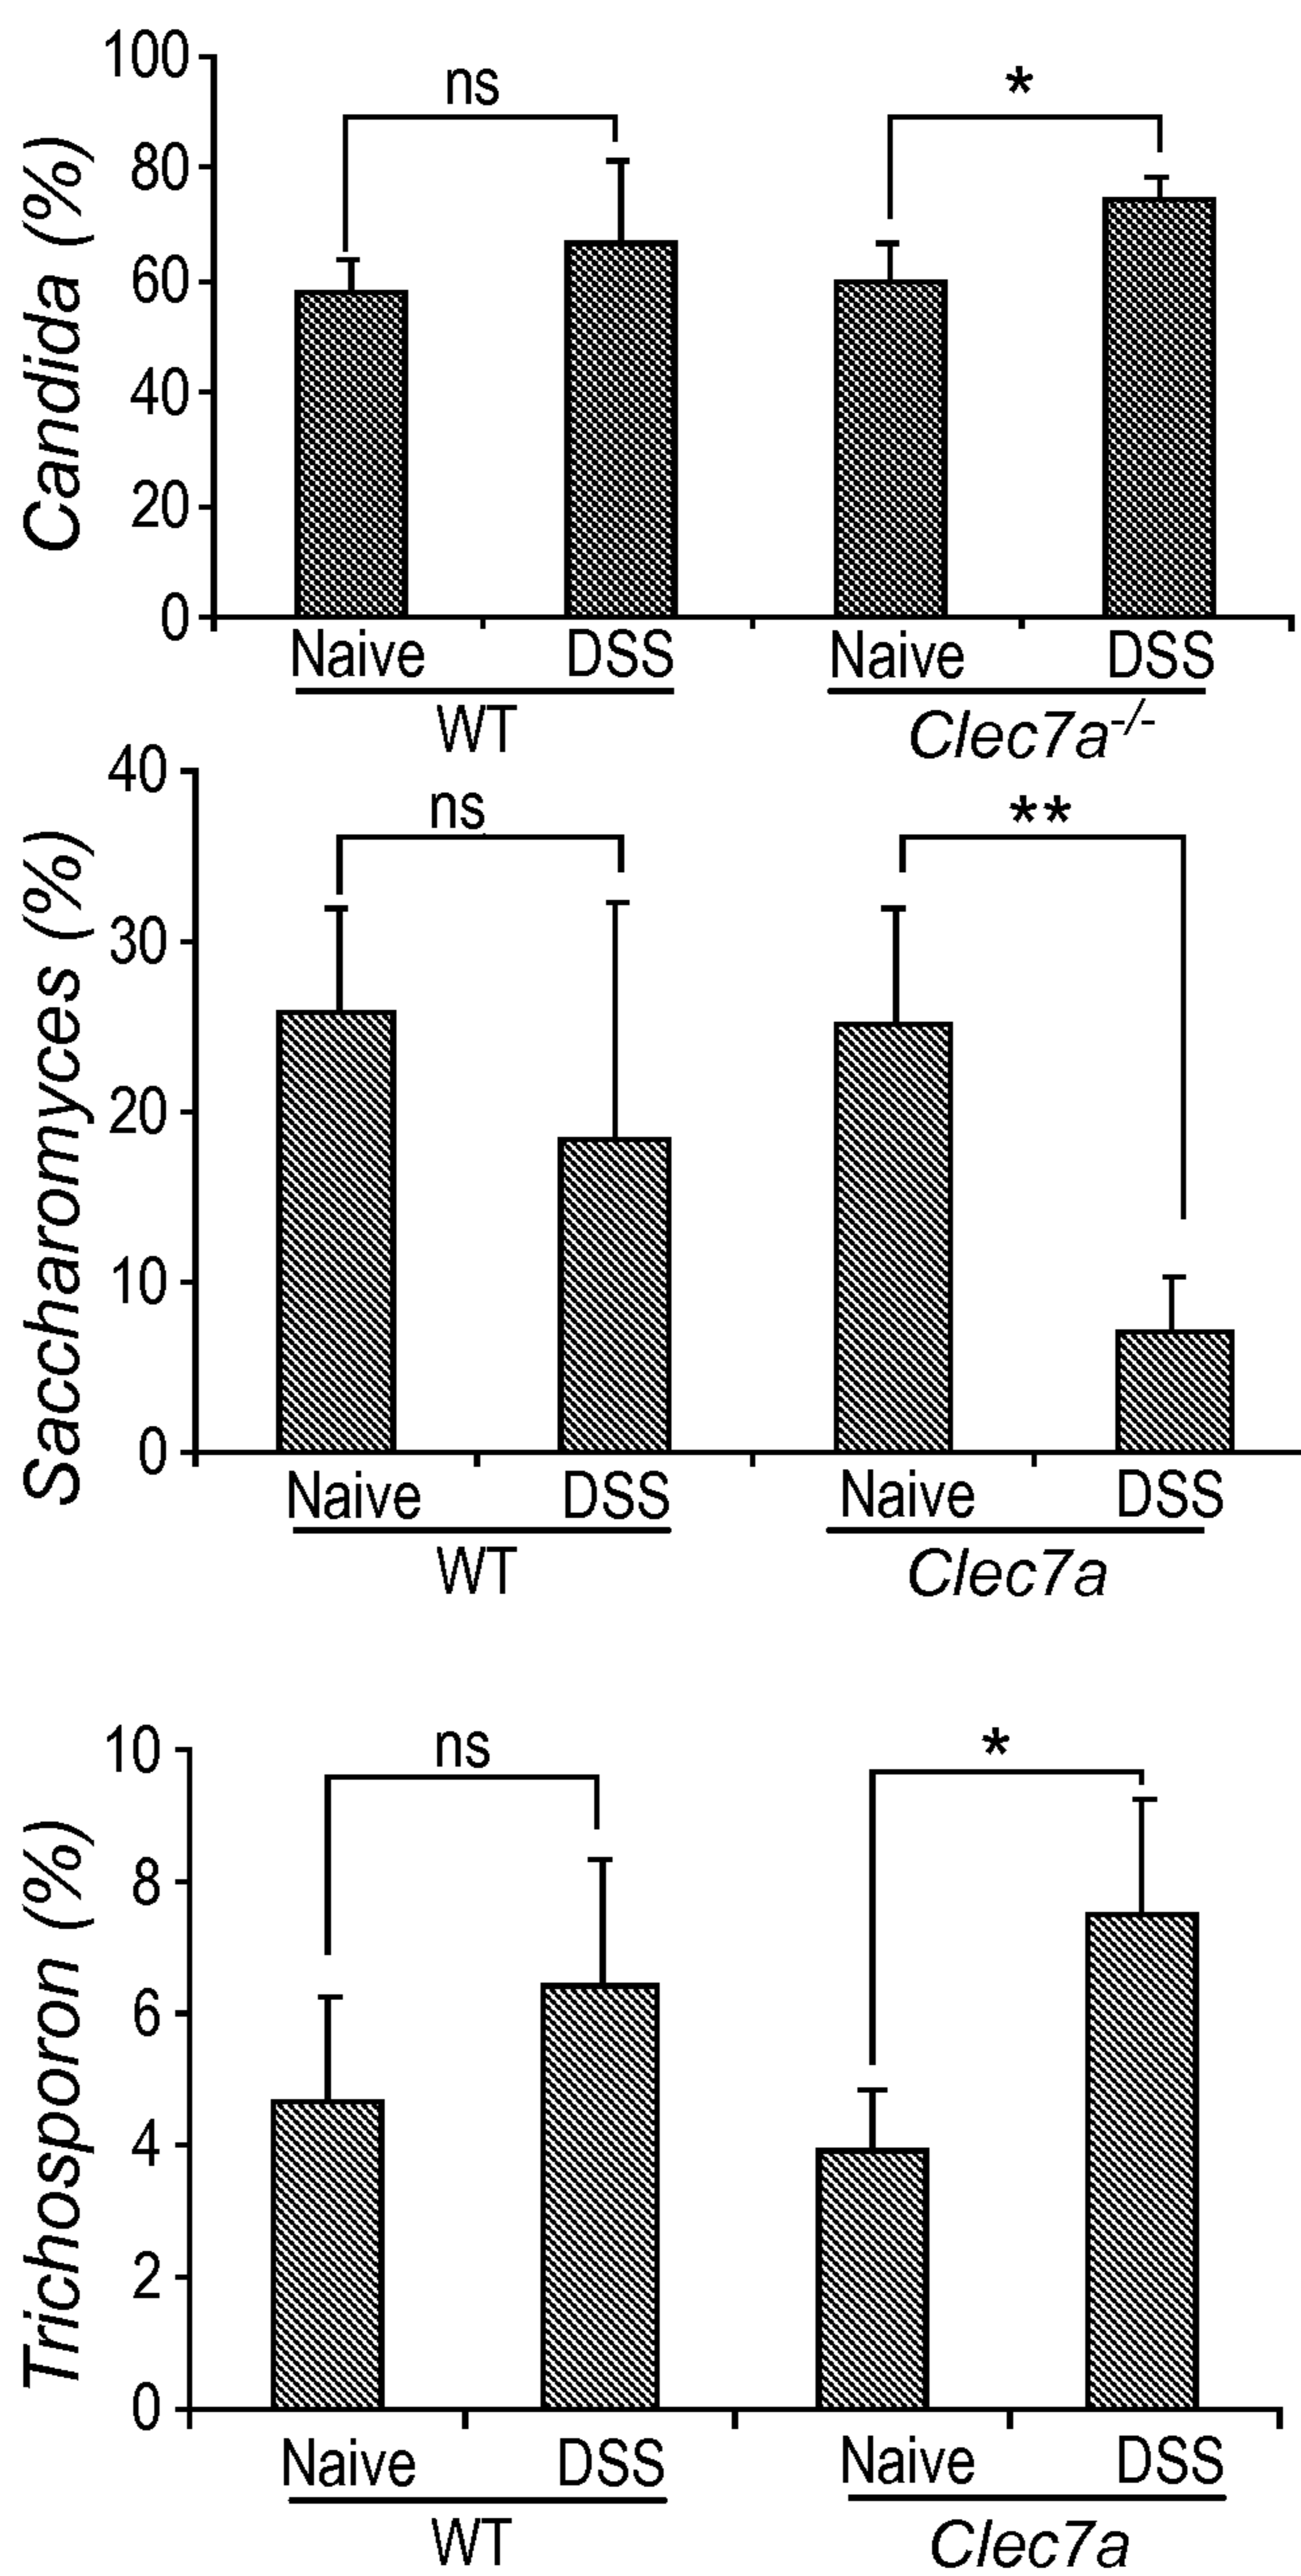 Candida (%)
100
80
60
40
20
0
ns
*
Naive
DSS
Naive
DSS
WT
Clec7a-/-
Saccharomyces (%)
40
30
20
10
0
ns
**
Naive
DSS
Naive
DSS
WT
Clec7a
Trichosporon (%)
10
8
6
4
2
0
ns
*
Naive
DSS
Naive
DSS
WT
Clec7a